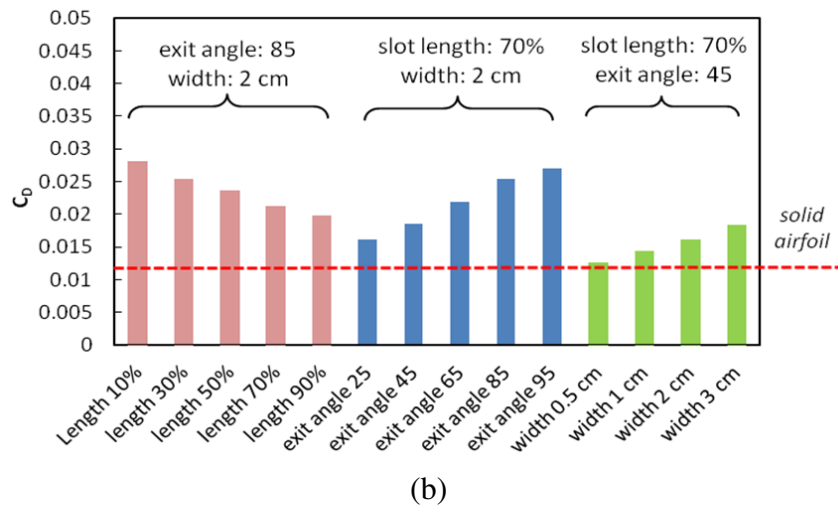 0.05
0.045
0.04
0.035
0.03
0.025
0.02
0.015
0.01
0.005
0
C_D
exit angle: 85
width: 2 cm
slot length: 70%
width: 2 cm
slot length: 70%
exit angle: 45
solid
airfoil
Length 10%
length 30%
length 50%
length 70%
length 90%
exit angle 25
exit angle 45
exit angle 65
exit angle 85
exit angle 95
width 0.5 cm
width 1 cm
width 2 cm
width 3 cm
(b)